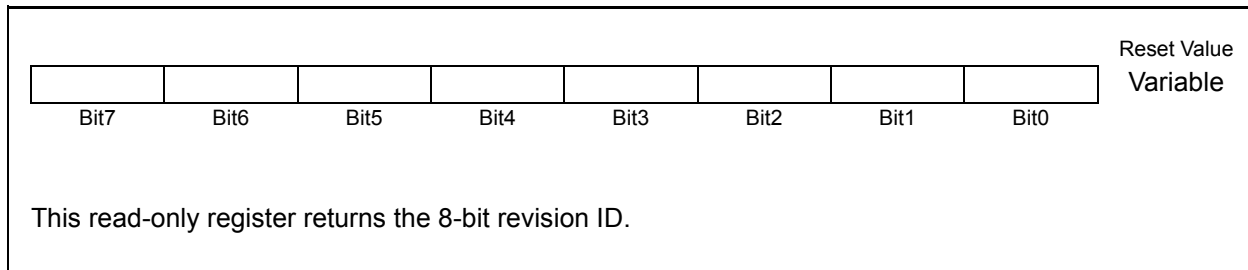 Reset Value
Variable
Bit7 Bit6 Bit5 Bit4 Bit3 Bit2 Bit1 Bit0
This read-only register returns the 8-bit revision ID.